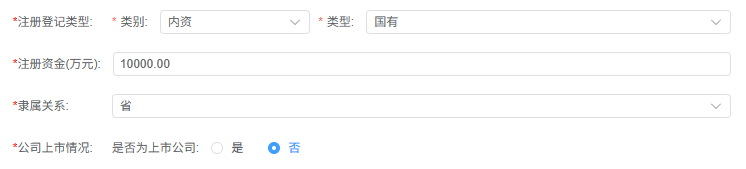 *注册登记类型: * 类别: 内资 * 类型: 国有
*注册资金(万元): 10000.00
*隶属关系: 省
*公司上市情况: 是否为上市公司: 是 否